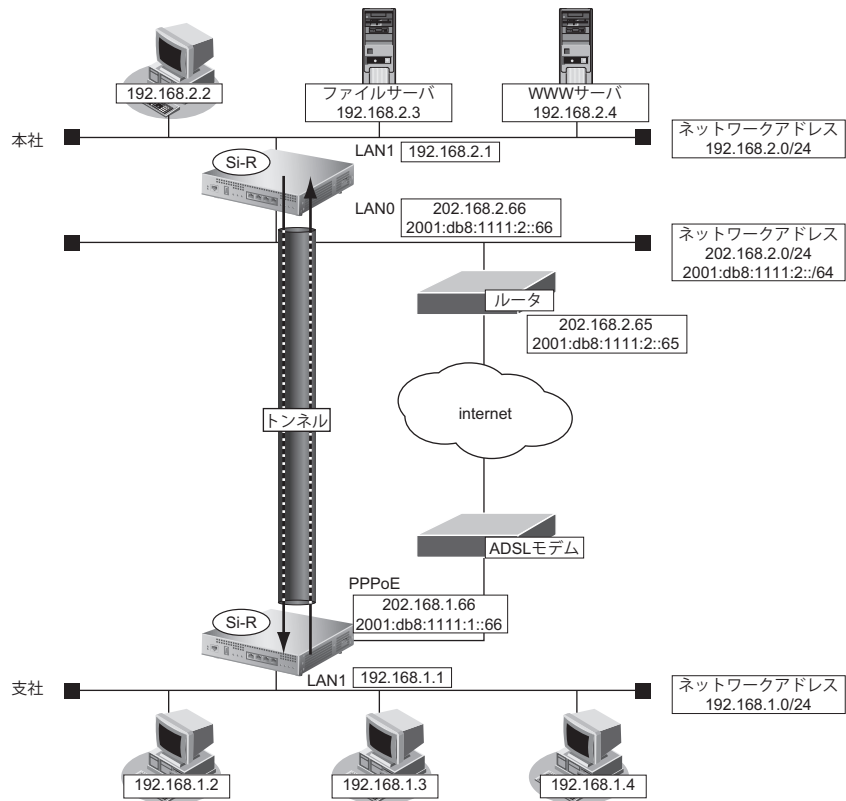 192.168.2.2
ファイルサーバ
192.168.2.3
WWWサーバ
192.168.2.4
本社
ネットワークアドレス
192.168.2.0/24
Si-R
LAN1
192.168.2.1
LAN0
202.168.2.66
2001:db8:1111:2::66
ネットワークアドレス
202.168.2.0/24
2001:db8:1111:2::/64
ルータ
202.168.2.65
2001:db8:1111:2::65
トンネル
internet
ADSLモデム
PPPoE
202.168.1.66
2001:db8:1111:1::66
Si-R
LAN1
192.168.1.1
支社
ネットワークアドレス
192.168.1.0/24
192.168.1.2
192.168.1.3
192.168.1.4